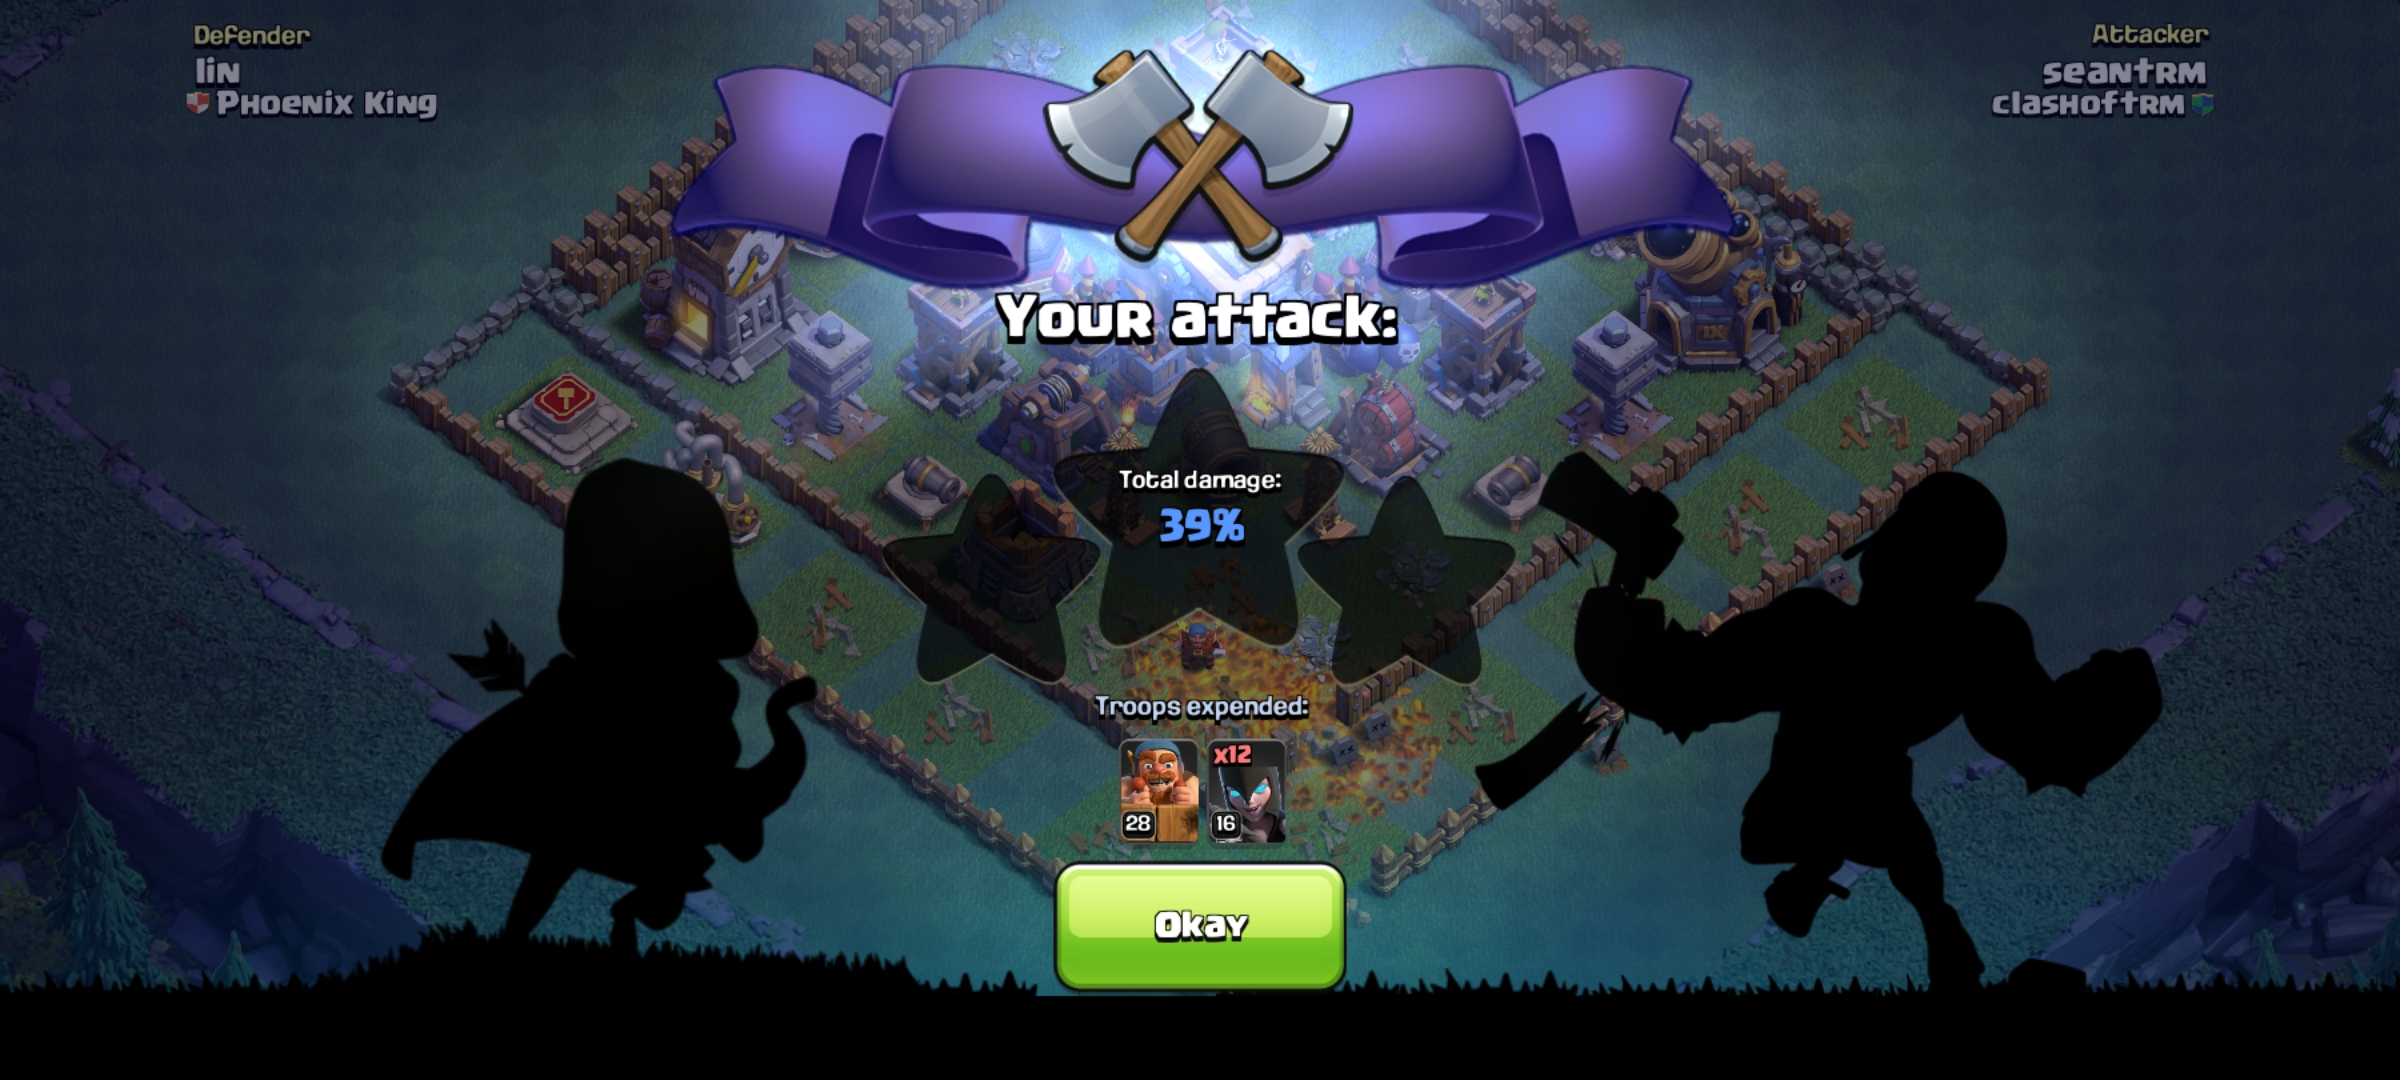 Defender
lin
Phoenix King
Attacker
seantrm
clashoftrm
Your attack:
Total damage:
39%
Troops expended:
x12
28
16
Okay